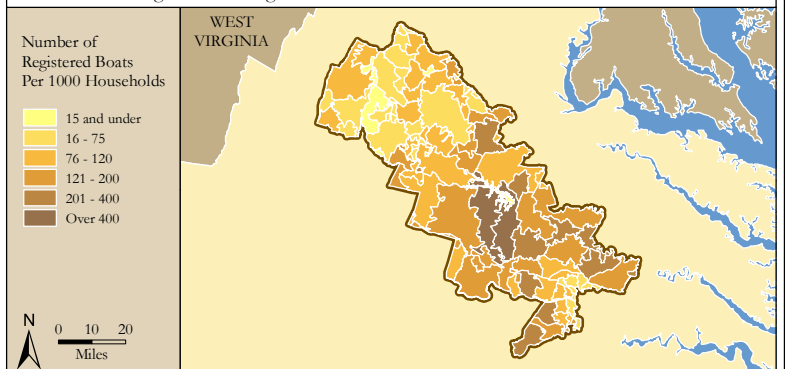 WEST
VIRGINIA
Number of
Registered Boats
Per 1000 Households
15 and under
16 - 75
76 - 120
121 - 200
201 - 400
Over 400
N
0 10 20
Miles